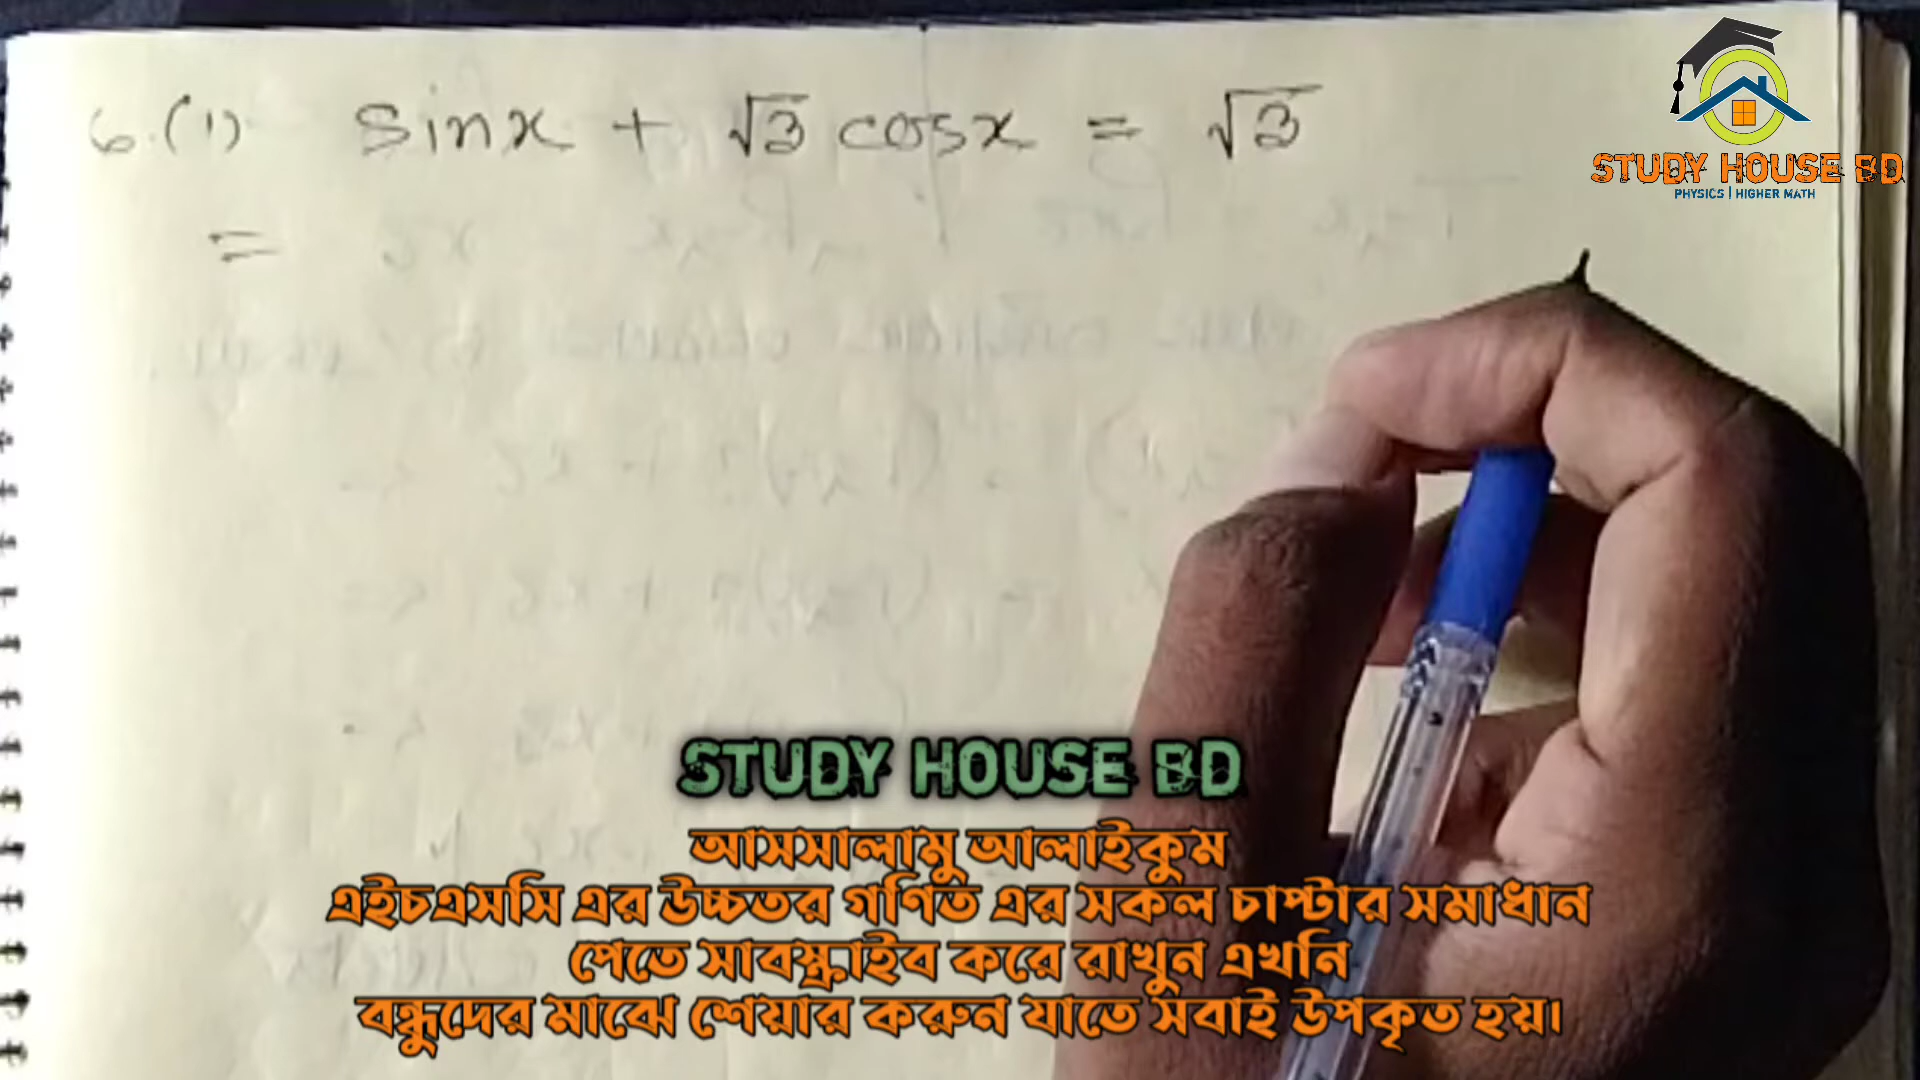 6.(1) sinx + √3 cosx = √3
=
STUDY HOUSE BD
PHYSICS | HIGHER MATH
STUDY HOUSE BD
আসসালামু আলাইকুম
এইচএসসি এর উচ্চতর গণিত এর সকল চাপ্টার সমাধান
পেতে সাবস্ক্রাইব করে রাখুন এখনি
বন্ধুদের মাঝে শেয়ার করুন যাতে সবাই উপকৃত হয়।